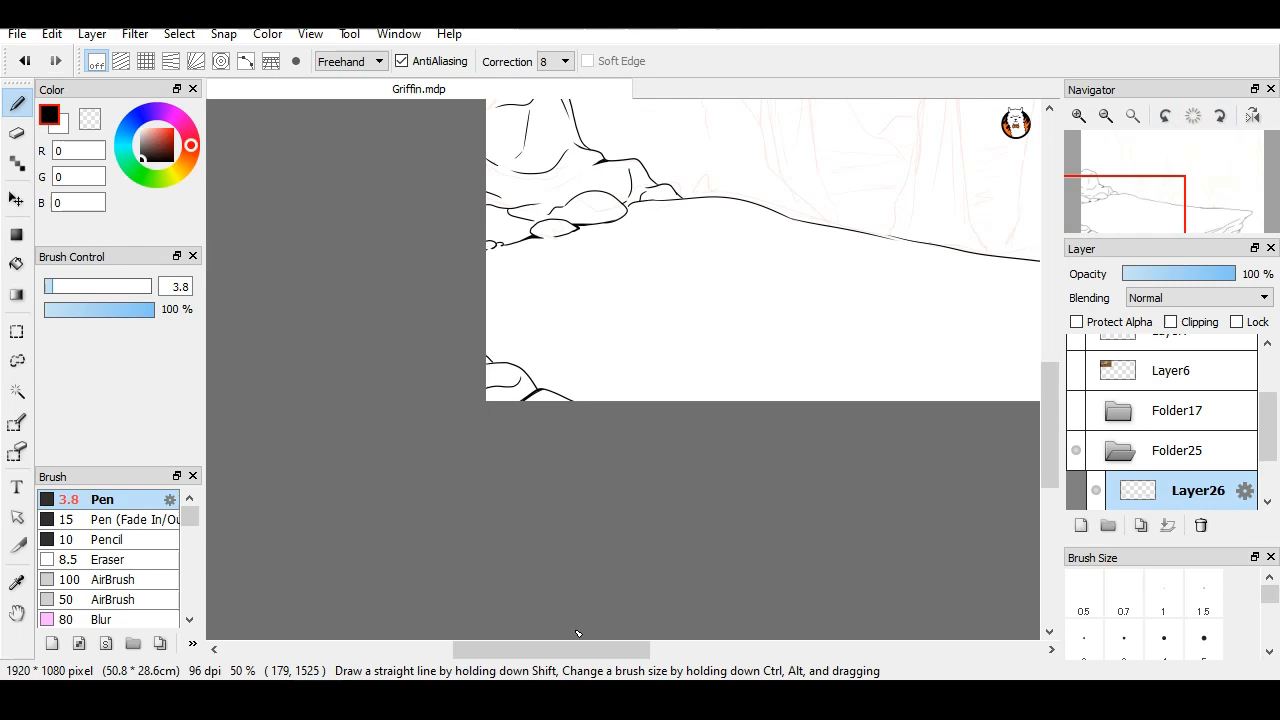 File Edit Layer Filter Select Snap Color View Tool Window Help
off Freehand AntiAliasing Correction 8 Soft Edge
Color
Griffin.mdp
Navigator
R 0
G 0
B 0
Brush Control
3.8
100 %
Layer
Opacity 100 %
Blending Normal
Protect Alpha Clipping Lock
Layer6
Folder17
Folder25
Layer26
Brush
3.8 Pen
15 Pen (Fade In/Ou
10 Pencil
8.5 Eraser
100 AirBrush
50 AirBrush
80 Blur
Brush Size
0.5 0.7 1 1.5
1920 * 1080 pixel (50.8 * 28.6cm) 96 dpi 50 % ( 179, 1525 ) Draw a straight line by holding down Shift, Change a brush size by holding down Ctrl, Alt, and dragging